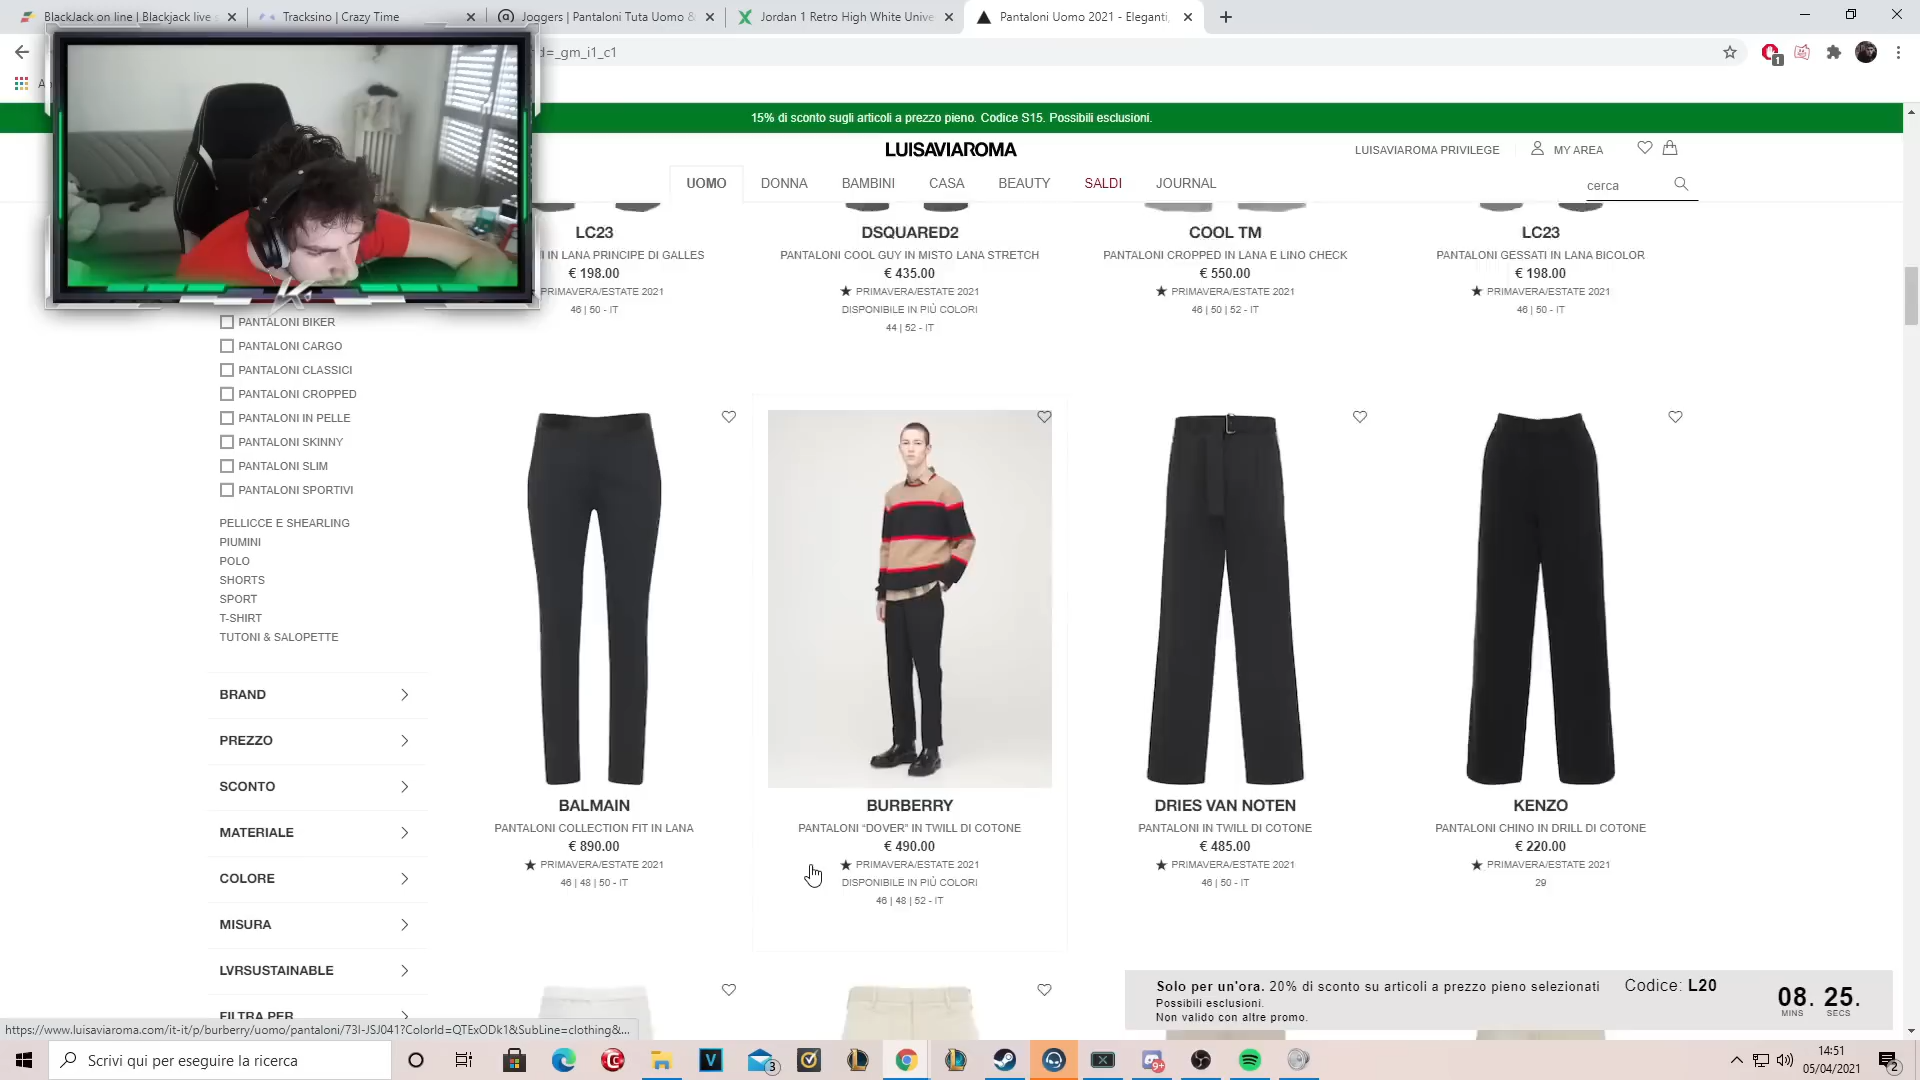 BlackJack on line | Blackjack live s
Tracksino | Crazy Time
Joggers | Pantaloni Tuta Uomo &
Jordan 1 Retro High White Unive
Pantaloni Uomo 2021 - Eleganti,
d=_gm_i1_c1
1
15% di sconto sugli articoli a prezzo pieno. Codice S15. Possibili esclusioni.
LUISAVIAROMA
LUISAVIAROMA PRIVILEGE
MY AREA
UOMO
DONNA
BAMBINI
CASA
BEAUTY
SALDI
JOURNAL
cerca
LC23
I IN LANA PRINCIPE DI GALLES
€ 198.00
★ PRIMAVERA/ESTATE 2021
46 | 50 - IT
DSQUARED2
PANTALONI COOL GUY IN MISTO LANA STRETCH
€ 435.00
★ PRIMAVERA/ESTATE 2021
DISPONIBILE IN PIÙ COLORI
44 | 52 - IT
COOL TM
PANTALONI CROPPED IN LANA E LINO CHECK
€ 550.00
★ PRIMAVERA/ESTATE 2021
46 | 50 | 52 - IT
LC23
PANTALONI GESSATI IN LANA BICOLOR
€ 198.00
★ PRIMAVERA/ESTATE 2021
46 | 50 - IT
PANTALONI BIKER
PANTALONI CARGO
PANTALONI CLASSICI
PANTALONI CROPPED
PANTALONI IN PELLE
PANTALONI SKINNY
PANTALONI SLIM
PANTALONI SPORTIVI
PELLICCE E SHEARLING
PIUMINI
POLO
SHORTS
SPORT
T-SHIRT
TUTONI & SALOPETTE
BRAND
PREZZO
SCONTO
MATERIALE
COLORE
MISURA
LVRSUSTAINABLE
FILTRA PER
BALMAIN
PANTALONI COLLECTION FIT IN LANA
€ 890.00
★ PRIMAVERA/ESTATE 2021
46 | 48 | 50 - IT
BURBERRY
PANTALONI “DOVER” IN TWILL DI COTONE
€ 490.00
★ PRIMAVERA/ESTATE 2021
DISPONIBILE IN PIÙ COLORI
46 | 48 | 52 - IT
DRIES VAN NOTEN
PANTALONI IN TWILL DI COTONE
€ 485.00
★ PRIMAVERA/ESTATE 2021
46 | 50 - IT
KENZO
PANTALONI CHINO IN DRILL DI COTONE
€ 220.00
★ PRIMAVERA/ESTATE 2021
29
Solo per un'ora. 20% di sconto su articoli a prezzo pieno selezionati
Possibili esclusioni.
Non valido con altre promo.
Codice: L20
08. 25.
MINS SECS
https://www.luisaviaroma.com/it-it/p/burberry/uomo/pantaloni/73I-JSJ041?ColorId=QTExODk1&SubLine=clothing&...
Scrivi qui per eseguire la ricerca
3
9+
14:51
05/04/2021
2